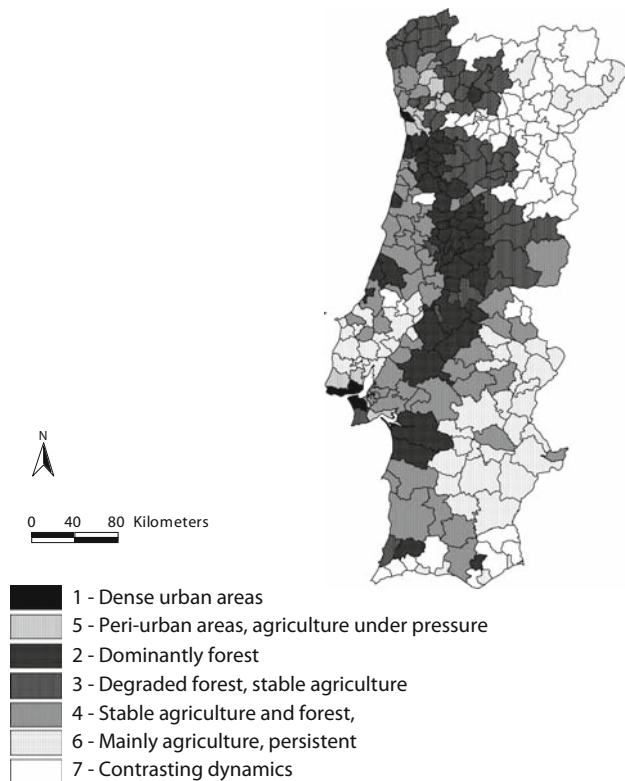 N
0 40 80 Kilometers
1 - Dense urban areas
5 - Peri-urban areas, agriculture under pressure
2 - Dominantly forest
3 - Degraded forest, stable agriculture
4 - Stable agriculture and forest,
6 - Mainly agriculture, persistent
7 - Contrasting dynamics